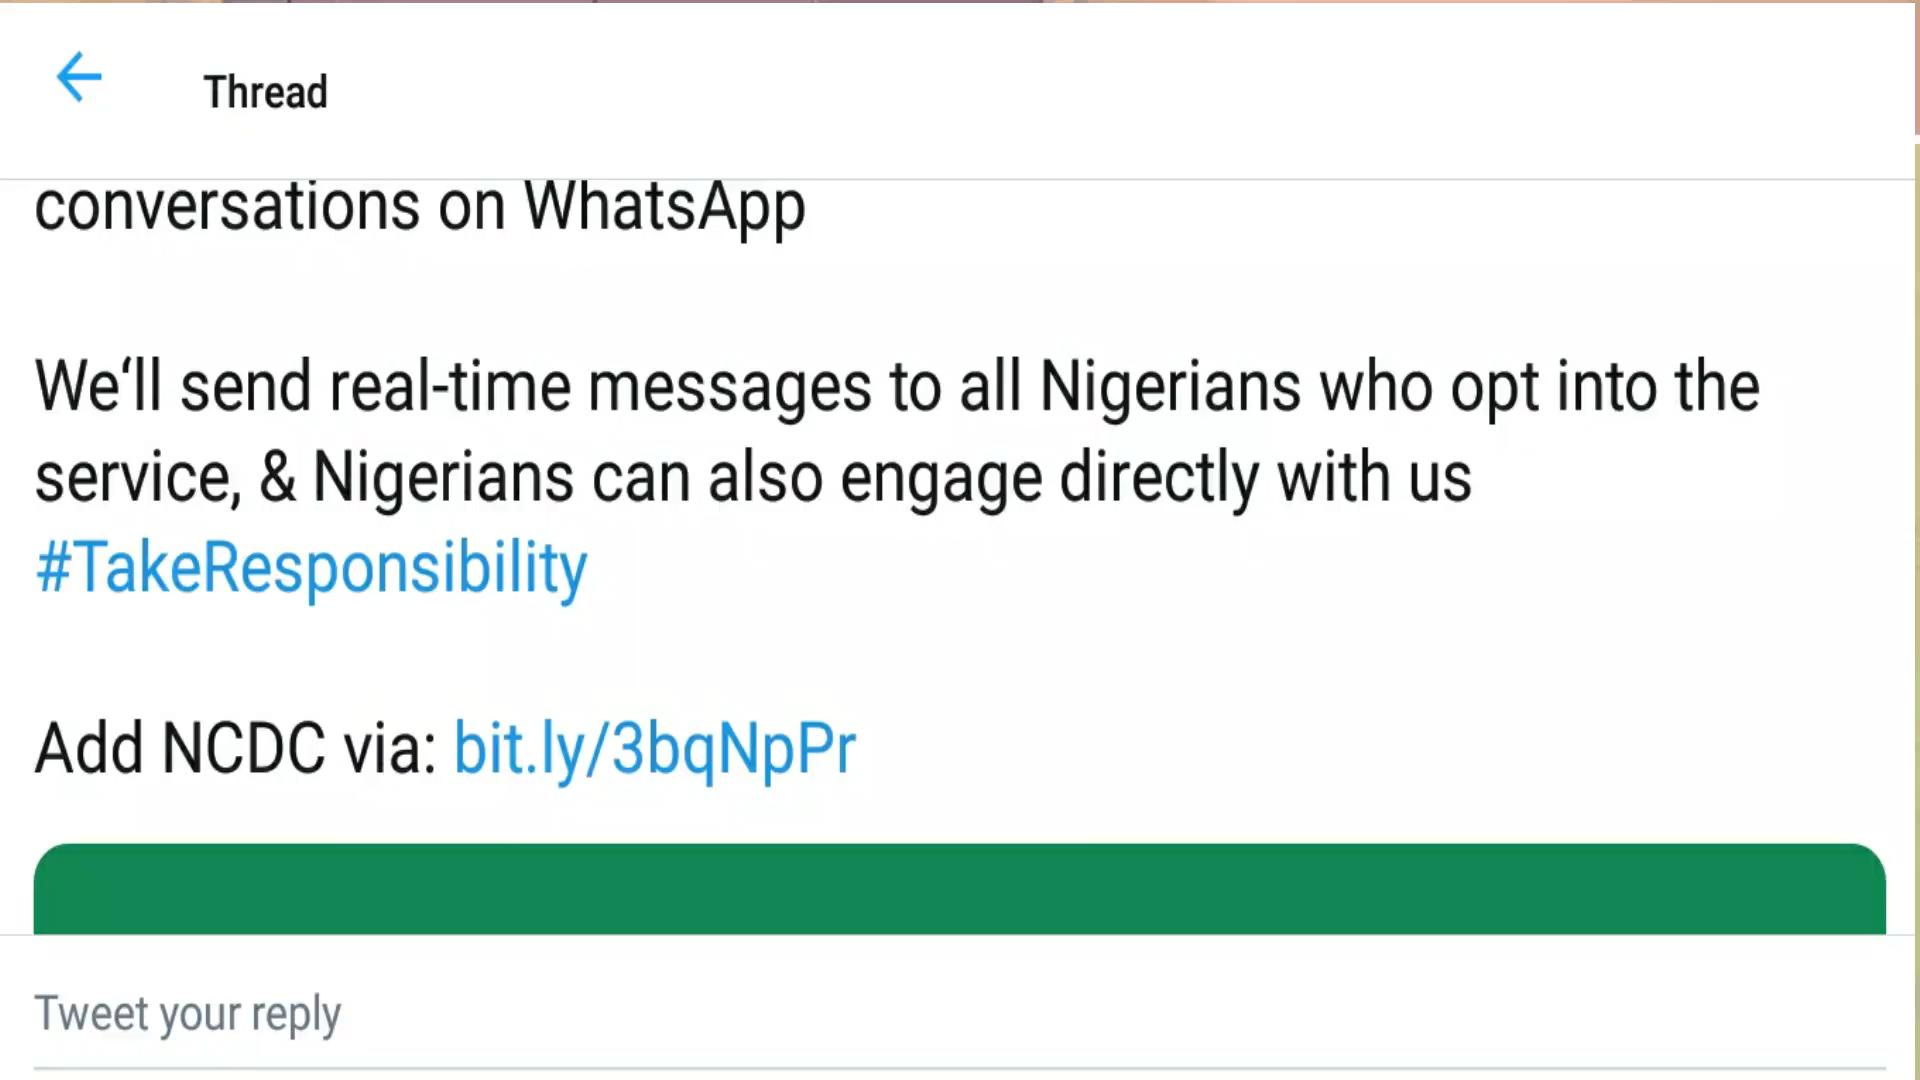 Thread
conversations on WhatsApp
We‘ll send real-time messages to all Nigerians who opt into the
service, & Nigerians can also engage directly with us
#TakeResponsibility
Add NCDC via: bit.ly/3bqNpPr
Tweet your reply